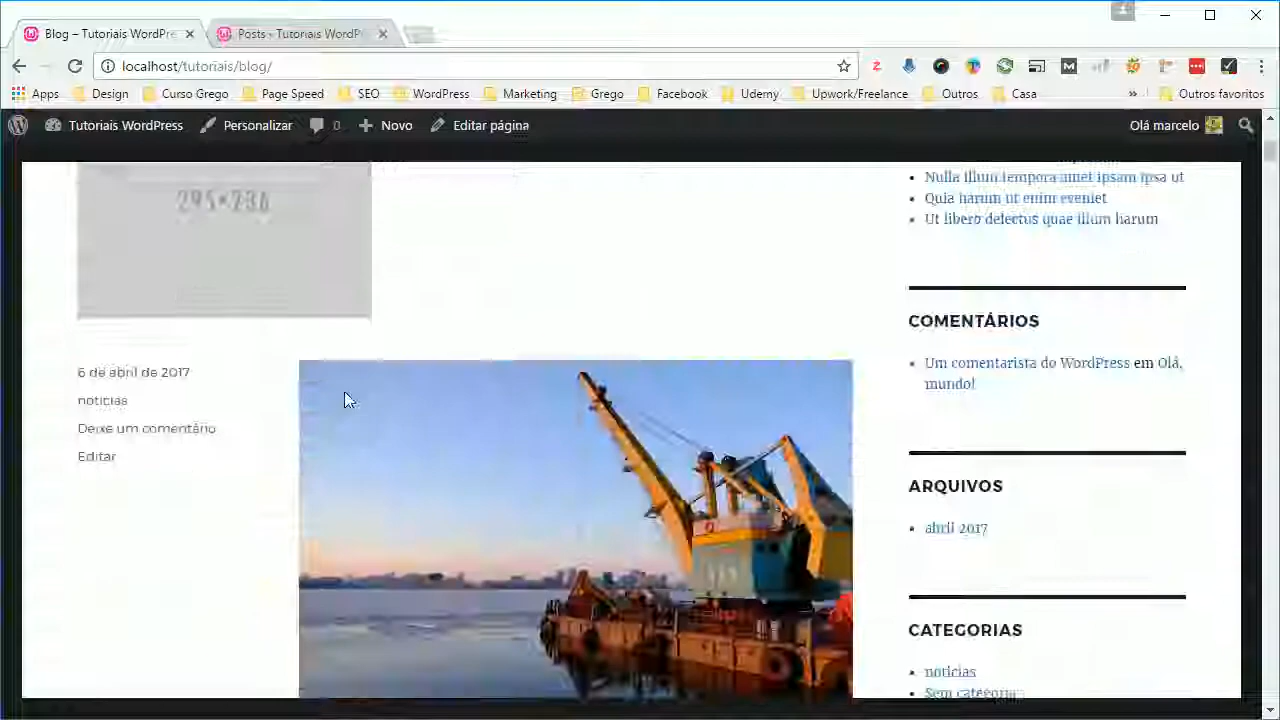 Blog – Tutoriais WordPre
Posts ‹ Tutoriais WordP
localhost/tutoriais/blog/
Apps
Design
Curso Grego
Page Speed
SEO
WordPress
Marketing
Grego
Facebook
Udemy
Upwork/Freelance
Outros
Casa
»
Outros favoritos
Tutoriais WordPress
Personalizar
0
Novo
Editar página
Olá marcelo
295×236
Nulla illum tempora amet ipsam ipsa ut
Quia harum ut enim eveniet
Ut libero delectus quae illum harum
COMENTÁRIOS
Um comentarista do WordPress em Olá,
mundo!
6 de abril de 2017
noticias
Deixe um comentário
Editar
ARQUIVOS
abril 2017
CATEGORIAS
noticias
Sem categoria